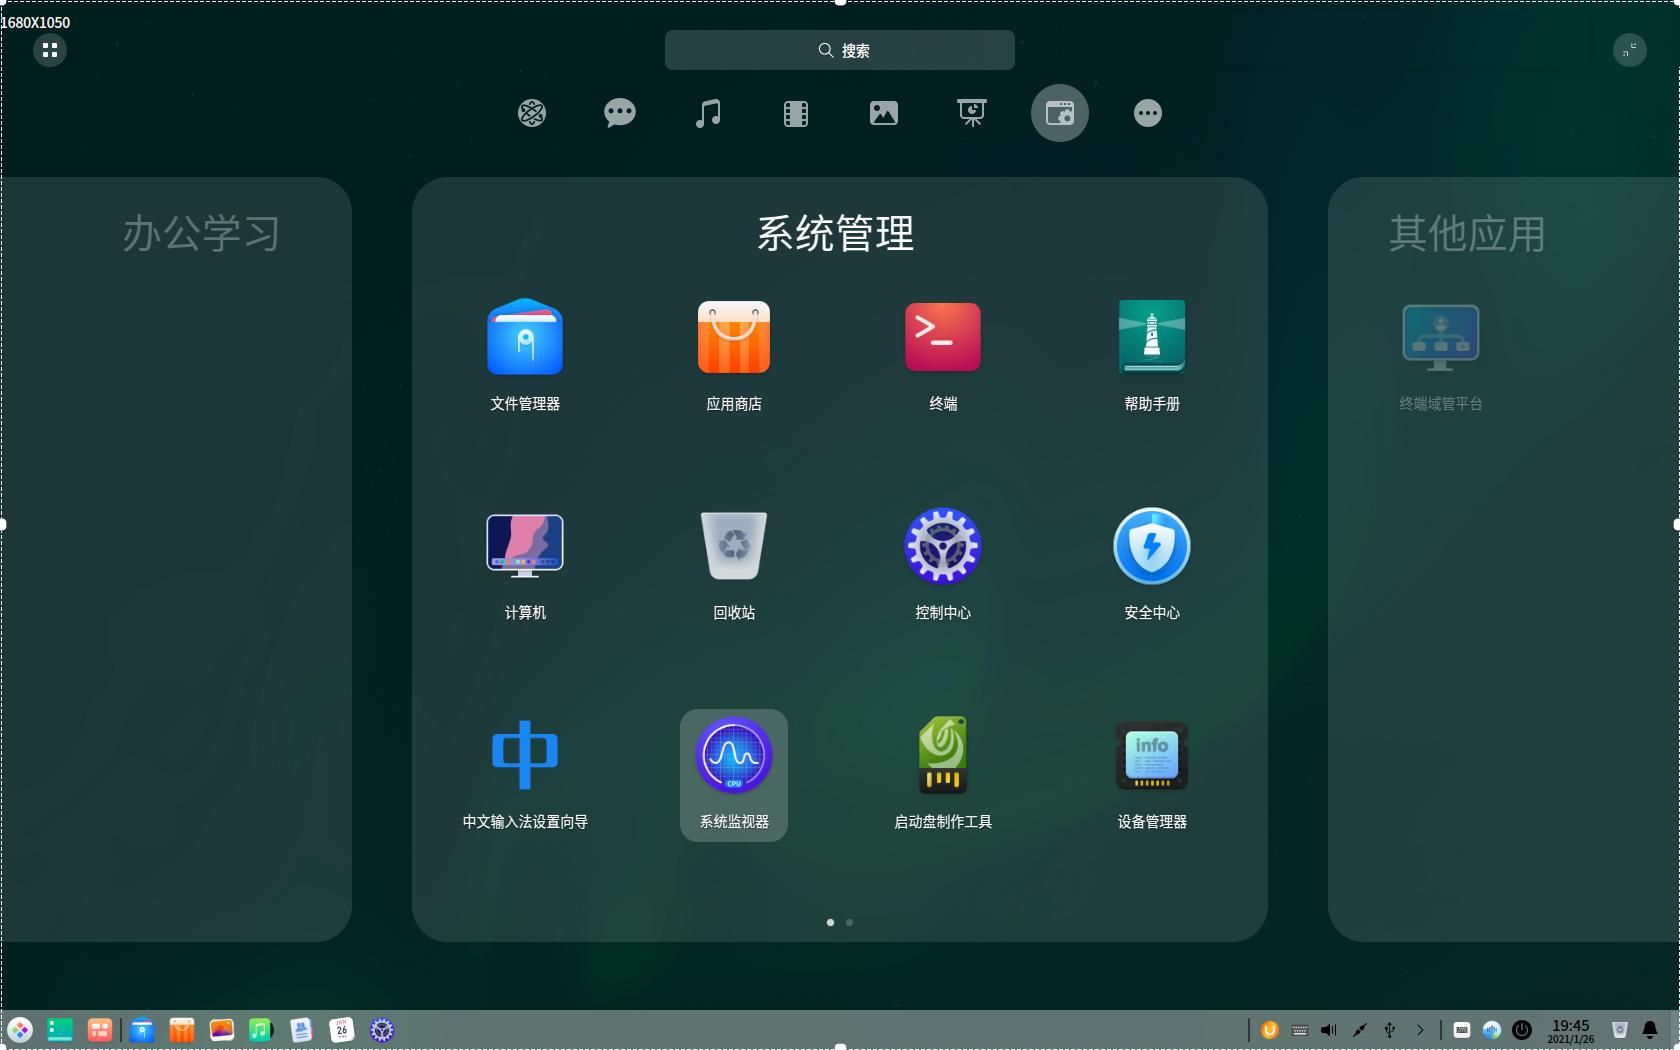 1680X1050
搜索
办公学习
系统管理
其他应用
文件管理器
应用商店
终端
帮助手册
终端域管平台
计算机
回收站
控制中心
安全中心
CPU
info
中文输入法设置向导
系统监视器
启动盘制作工具
设备管理器
JAN
26
19:45
2021/1/26